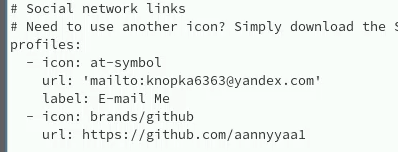 # Social network links
# Need to use another icon? Simply download the
profiles:
  - icon: at-symbol
    url: 'mailto:knopka6363@yandex.com'
    label: E-mail Me
  - icon: brands/github
    url: https://github.com/aannyyaa1